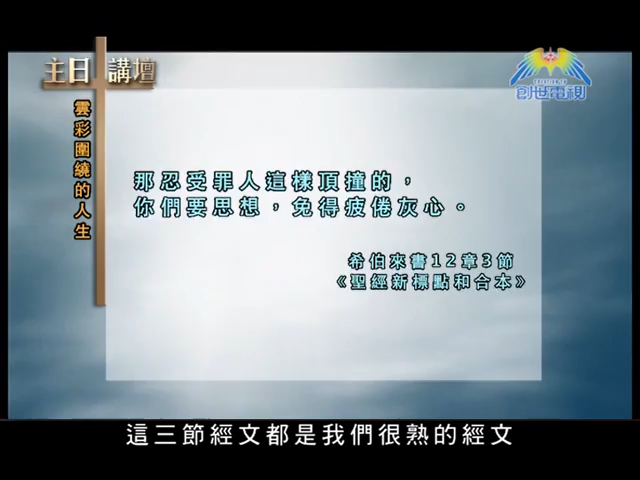 主日講壇
創世電視
雲彩圍繞的人生
那忍受罪人這樣頂撞的，
你們要思想，免得疲倦灰心。
希伯來書12章3節
《聖經新標點和合本》
這三節經文都是我們很熟的經文